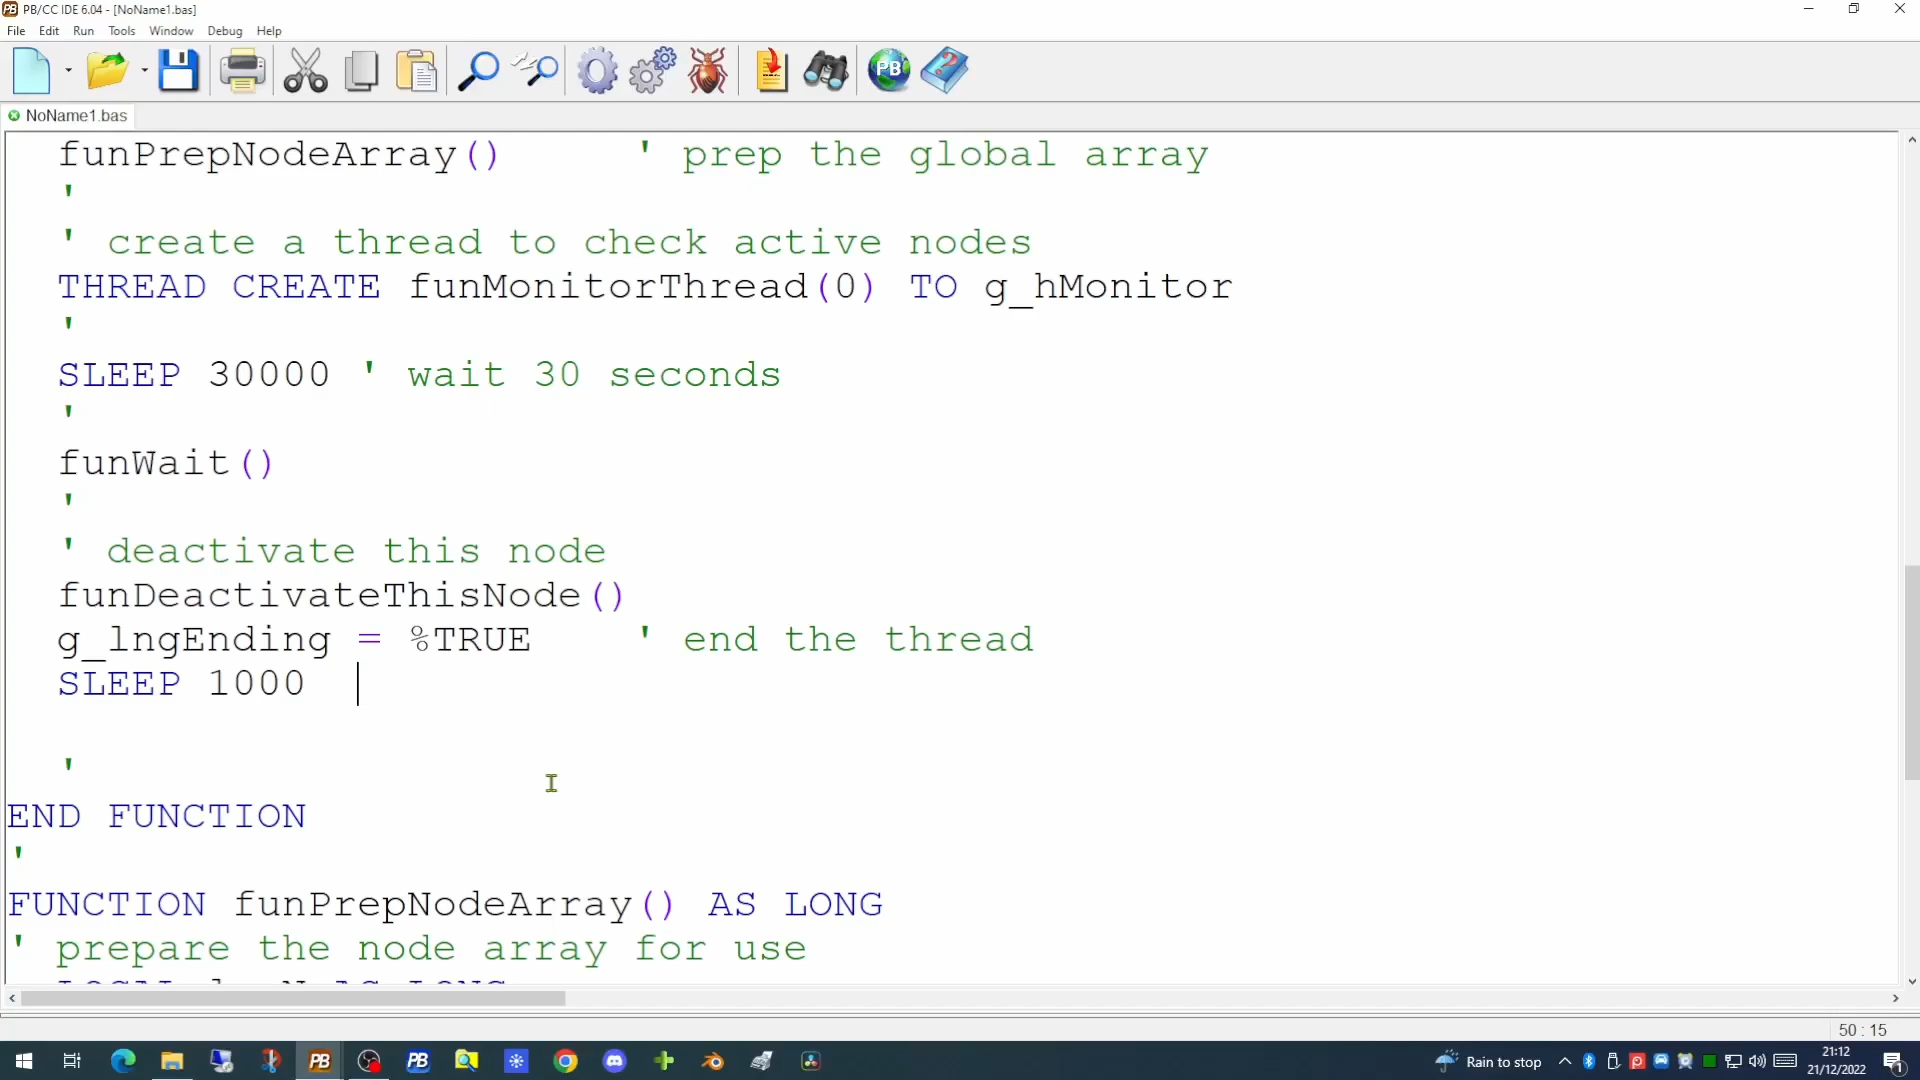 PB/CC IDE 6.04 - [NoName1.bas]
File Edit Run Tools Window Debug Help
NoName1.bas
funPrepNodeArray() ' prep the global array
'
' create a thread to check active nodes
THREAD CREATE funMonitorThread(0) TO g_hMonitor
'
SLEEP 30000 ' wait 30 seconds
'
funWait()
'
' deactivate this node
funDeactivateThisNode()
g_lngEnding = %TRUE ' end the thread
SLEEP 1000
'
END FUNCTION
'
FUNCTION funPrepNodeArray() AS LONG
' prepare the node array for use
50 : 15
Rain to stop
21:12
21/12/2022